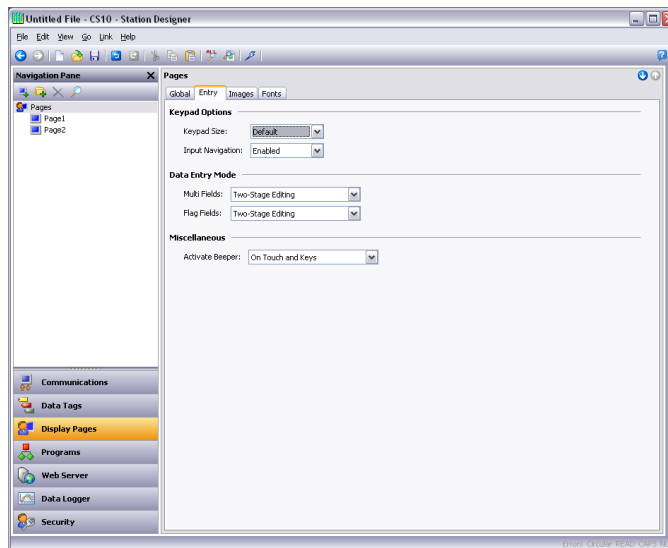 Untitled File - CS10 - Station Designer
File Edit View Go Link Help
Navigation Pane X
Pages
Page1
Page2
Communications
Data Tags
Display Pages
Programs
Web Server
Data Logger
Security
Pages
Global Entry Images Fonts
Keypad Options
Keypad Size: Default
Input Navigation: Enabled
Data Entry Mode
Multi Fields: Two-Stage Editing
Flag Fields: Two-Stage Editing
Miscellaneous
Activate Beeper: On Touch and Keys
Errors Circular READ CAPS